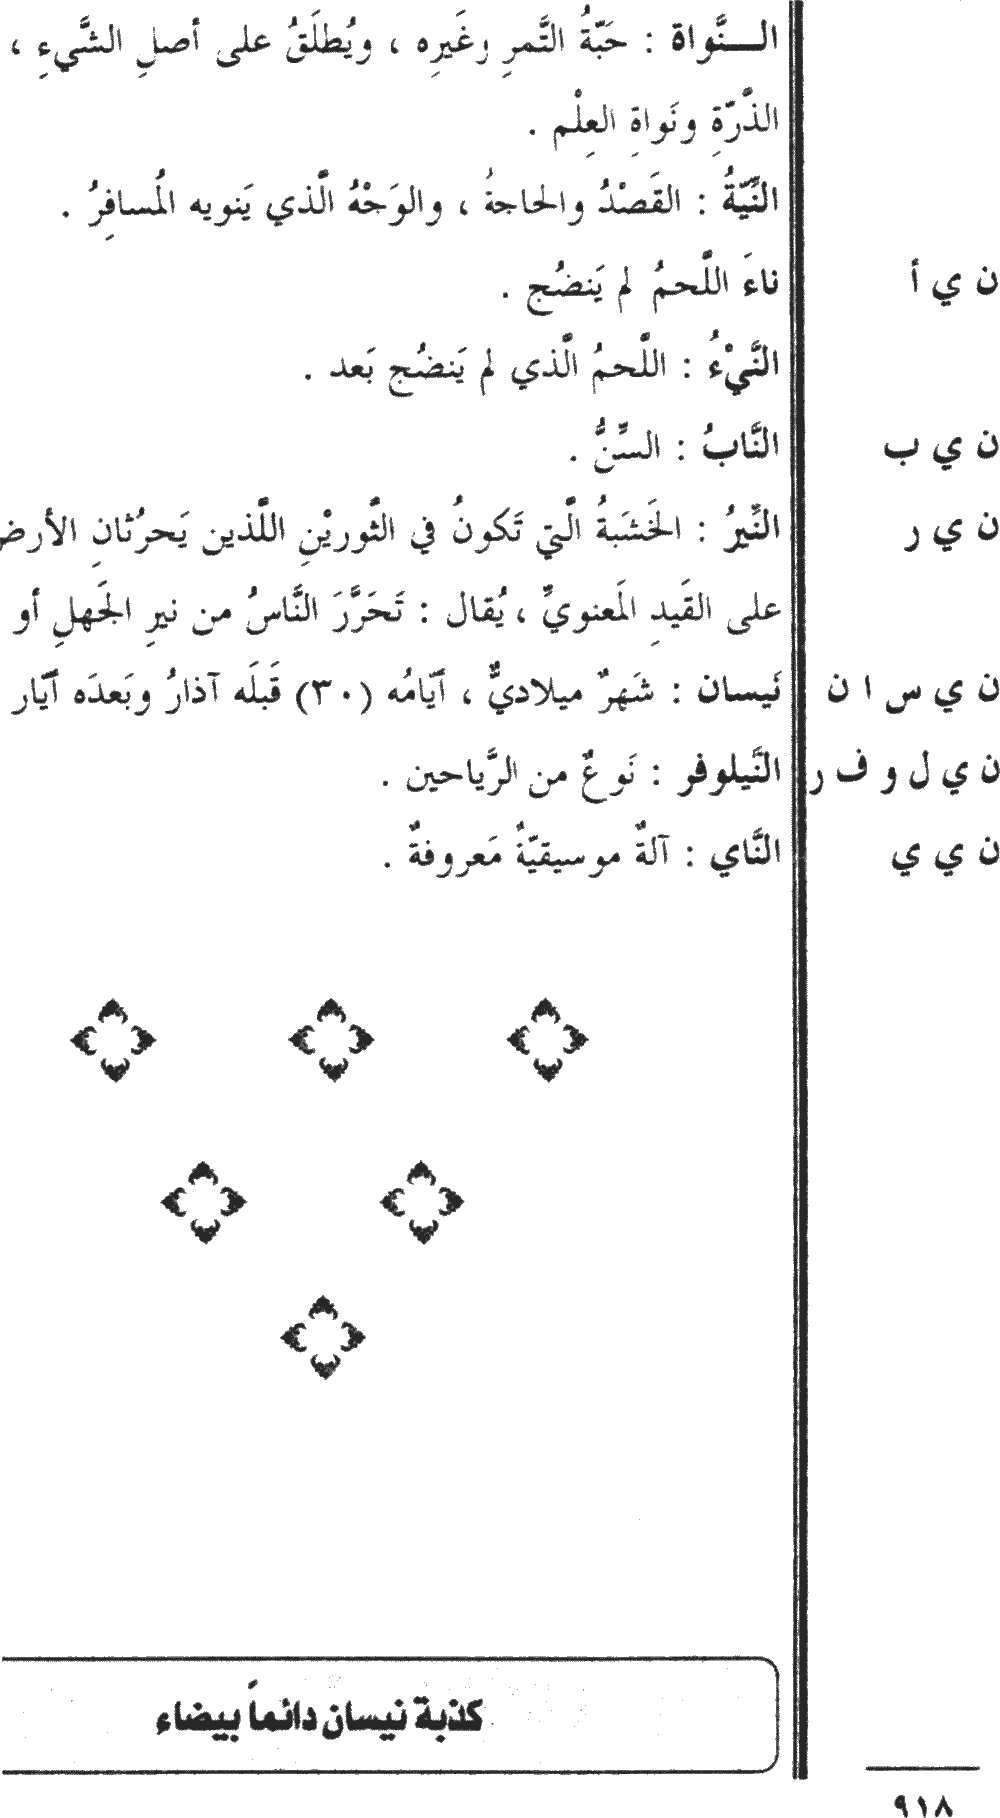 الــنَّواة : حَبّةُ التَّمرِ وغَيرِه ، ويُطلَقُ على أصلِ الشَّيءِ ،
الذَّرّةِ ونَواةِ العِلْم .
النِّيّةُ : القَصْدُ والحاجةُ ، والوَجْهُ الَّذي يَنويه المُسافِرُ .
ن ي أ ناءَ اللَّحمُ لم يَنضُج .
النَّيْءُ : اللَّحمُ الَّذي لم يَنضُج بَعد .
ن ي ب النَّابُ : السِّنُّ .
ن ي ر النِّيرُ : الخَشَبةُ الَّتي تَكونُ في الثَّوريْنِ اللَّذين يَحرُثانِ الأرض
على القَيدِ المَعنويِّ ، يُقال : تَحَرَّرَ النَّاسُ من نيرِ الجَهلِ أو
ن ي س ا ن نَيسان : شَهرٌ ميلاديٌّ ، أيّامُه (٣٠) قَبلَه آذارُ وبَعدَه أيّار
ن ي ل و ف ر النَّيلوفر : نَوعٌ من الرَّياحين .
ن ي ي النَّاي : آلةٌ موسيقيّةٌ مَعروفةٌ .
كذبة نيسان دائماً بيضاء
٩١٨